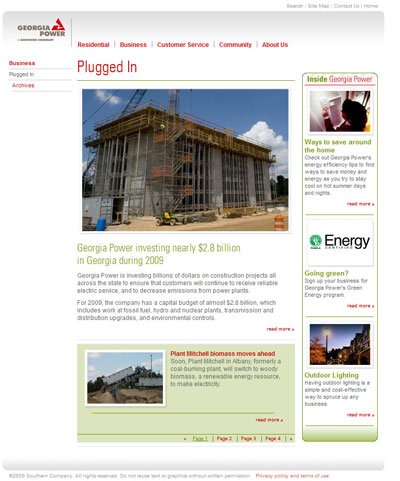 Search | Site Map | Contact Us | Home
GEORGIA
POWER
A SOUTHERN COMPANY
Residential | Business | Customer Service | Community | About Us
Business
Plugged In
Archives
Plugged In
Georgia Power investing nearly $2.8 billion
in Georgia during 2009
Georgia Power is investing billions of dollars on construction projects all
across the state to ensure that customers will continue to receive reliable
electric service, and to decrease emissions from power plants.
For 2009, the company has a capital budget of almost $2.8 billion, which
includes work at fossil fuel, hydro and nuclear plants, transmission and
distribution upgrades, and environmental controls.
read more »
Plant Mitchell biomass moves ahead
Soon, Plant Mitchell in Albany, formerly a
coal-burning plant, will switch to woody
biomass, a renewable energy resource,
to make electricity.
read more »
« Page 1 | Page 2 | Page 3 | Page 4 | »
Inside Georgia Power
Ways to save around
the home
Check out Georgia Power's
energy efficiency tips to find
ways to save money and
energy as you try to stay
cool on hot summer days
and nights.
read more »
Energy
Going green?
Sign up your business for
Georgia Power's Green
Energy program.
read more »
Outdoor Lighting
Having outdoor lighting is a
simple and cost-effective
way to spruce up any
business.
read more »
©2009 Southern Company. All rights reserved. Do not reuse text or graphics without written permission. Privacy policy and terms of use.